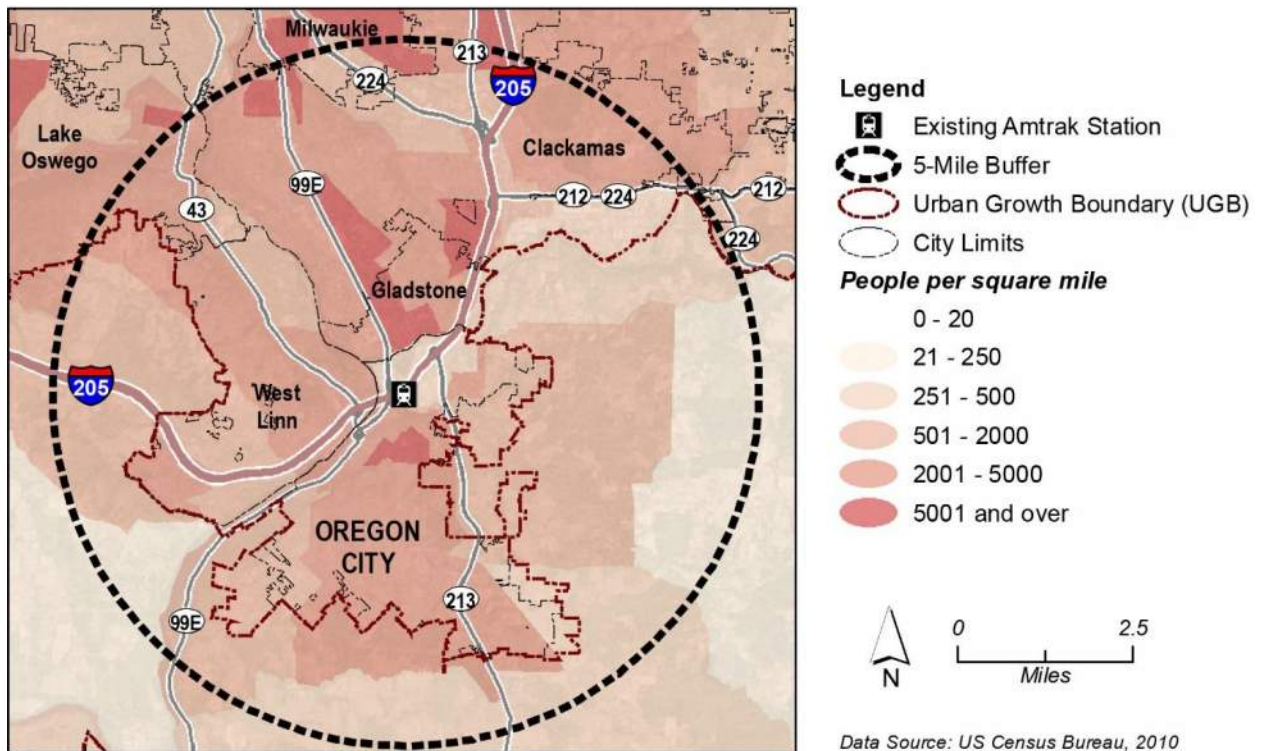 Milwaukie
213
224
205
Lake
Oswego
Clackamas
99E
212
224
212
43
224
Gladstone
205
West
Linn
OREGON
CITY
213
99E
Legend
Existing Amtrak Station
5-Mile Buffer
Urban Growth Boundary (UGB)
City Limits
People per square mile
0 - 20
21 - 250
251 - 500
501 - 2000
2001 - 5000
5001 and over
0
2.5
Miles
N
Data Source: US Census Bureau, 2010